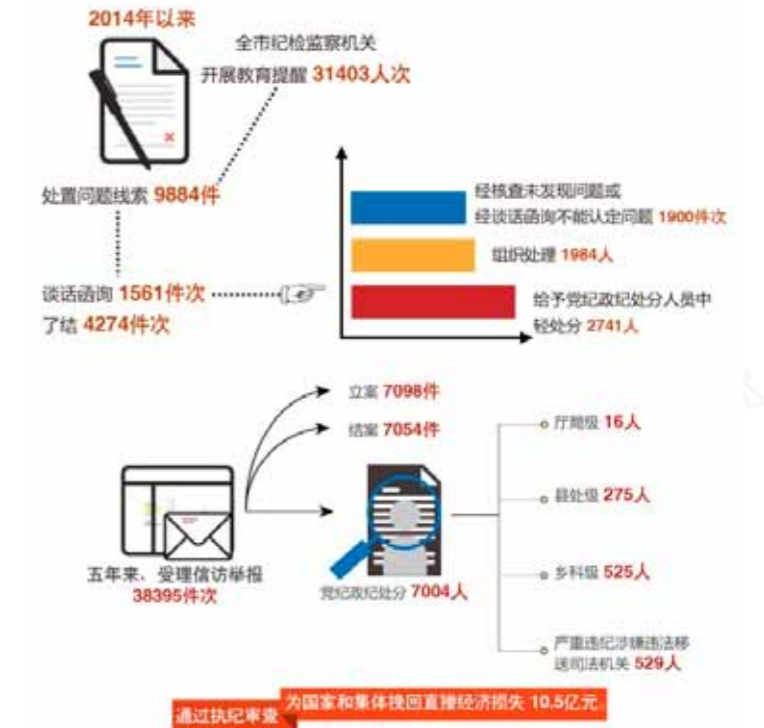 2014年以来
全市纪检监察机关
开展教育提醒 31403人次
处置问题线索 9884件
经核查未发现问题或
经谈话函询不能认定问题 1900件次
组织处理 1984人
谈话函询 1561件次
了结 4274件次
给予党纪政纪处分人员中
轻处分 2741人
立案 7098件
结案 7054件
五年来、受理信访举报
38395件次
党纪政纪处分 7004人
厅局级 16人
县处级 275人
乡科级 525人
严重违纪涉嫌违法移
送司法机关 529人
通过执纪审查
为国家和集体挽回直接经济损失 10.5亿元